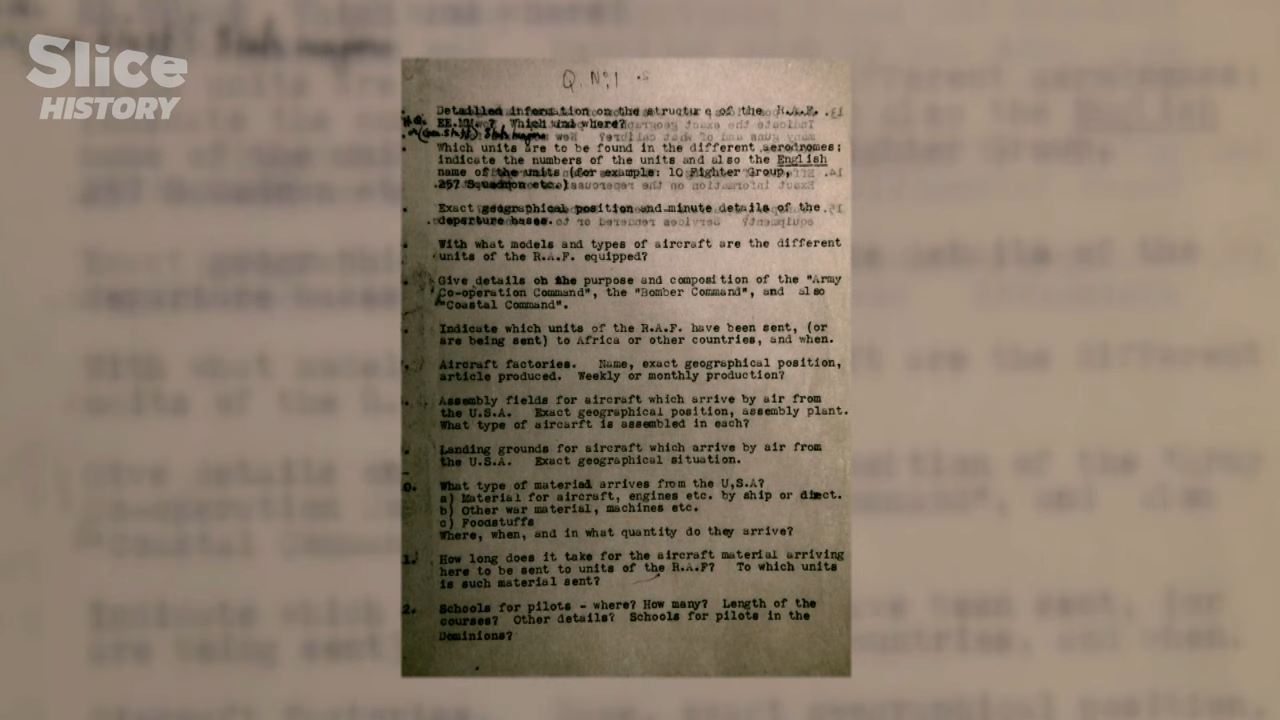 Slice
HISTORY
Q. Nº1
Detailled information on the structure of the R.A.F.
EE.MM. ? Which and where?
Which units are to be found in the different aerodromes;
indicate the numbers of the units and also the English
name of the units (for example: 10 Fighter Group,
257 Squadron etc.)
Exact geographical position and minute details of the
departure bases.
With what models and types of aircraft are the different
units of the R.A.F. equipped?
Give details on the purpose and composition of the "Army
Co-operation Command", the "Bomber Command", and also
"Coastal Command".
Indicate which units of the R.A.F. have been sent, (or
are being sent) to Africa or other countries, and when.
Aircraft factories. Name, exact geographical position,
article produced. Weekly or monthly production?
Assembly fields for aircraft which arrive by air from
the U.S.A. Exact geographical position, assembly plant.
What type of aircarft is assembled in each?
Landing grounds for aircraft which arrive by air from
the U.S.A. Exact geographical situation.
0. What type of material arrives from the U,S.A?
a) Material for aircraft, engines etc. by ship or direct.
b) Other war material, machines etc.
c) Foodstuffs
Where, when, and in what quantity do they arrive?
1. How long does it take for the aircraft material arriving
here to be sent to units of the R.A.F? To which units
is such material sent?
2. Schools for pilots - where? How many? Length of the
courses? Other details? Schools for pilots in the
Dominions?